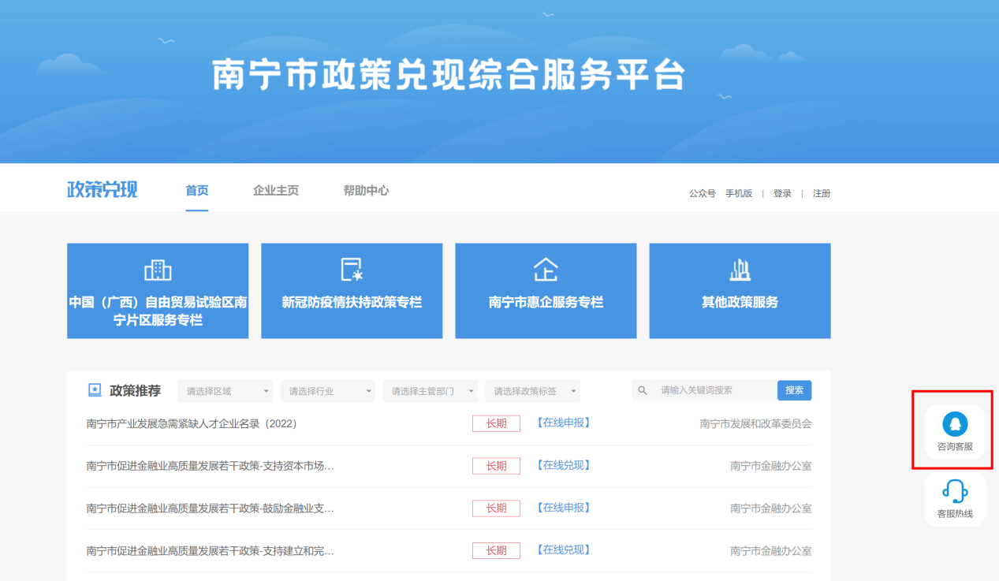 南宁市政策兑现综合服务平台
政策兑现 首页 企业主页 帮助中心 公众号 手机版 | 登录 | 注册
中国（广西）自由贸易试验区南
宁片区服务专栏
新冠防疫情扶持政策专栏
南宁市惠企服务专栏
其他政策服务
政策推荐 请选择区域 请选择行业 请选择主管部门 请选择政策标签 请输入关键词搜索 搜索
南宁市产业发展急需紧缺人才企业名录（2022） 长期 【在线申报】 南宁市发展和改革委员会
咨询客服
南宁市促进金融业高质量发展若干政策-支持资本市场… 长期 【在线兑现】 南宁市金融办公室
南宁市促进金融业高质量发展若干政策-鼓励金融业支… 长期 【在线申报】 南宁市金融办公室
客服热线
南宁市促进金融业高质量发展若干政策-支持建立和完… 长期 【在线兑现】 南宁市金融办公室